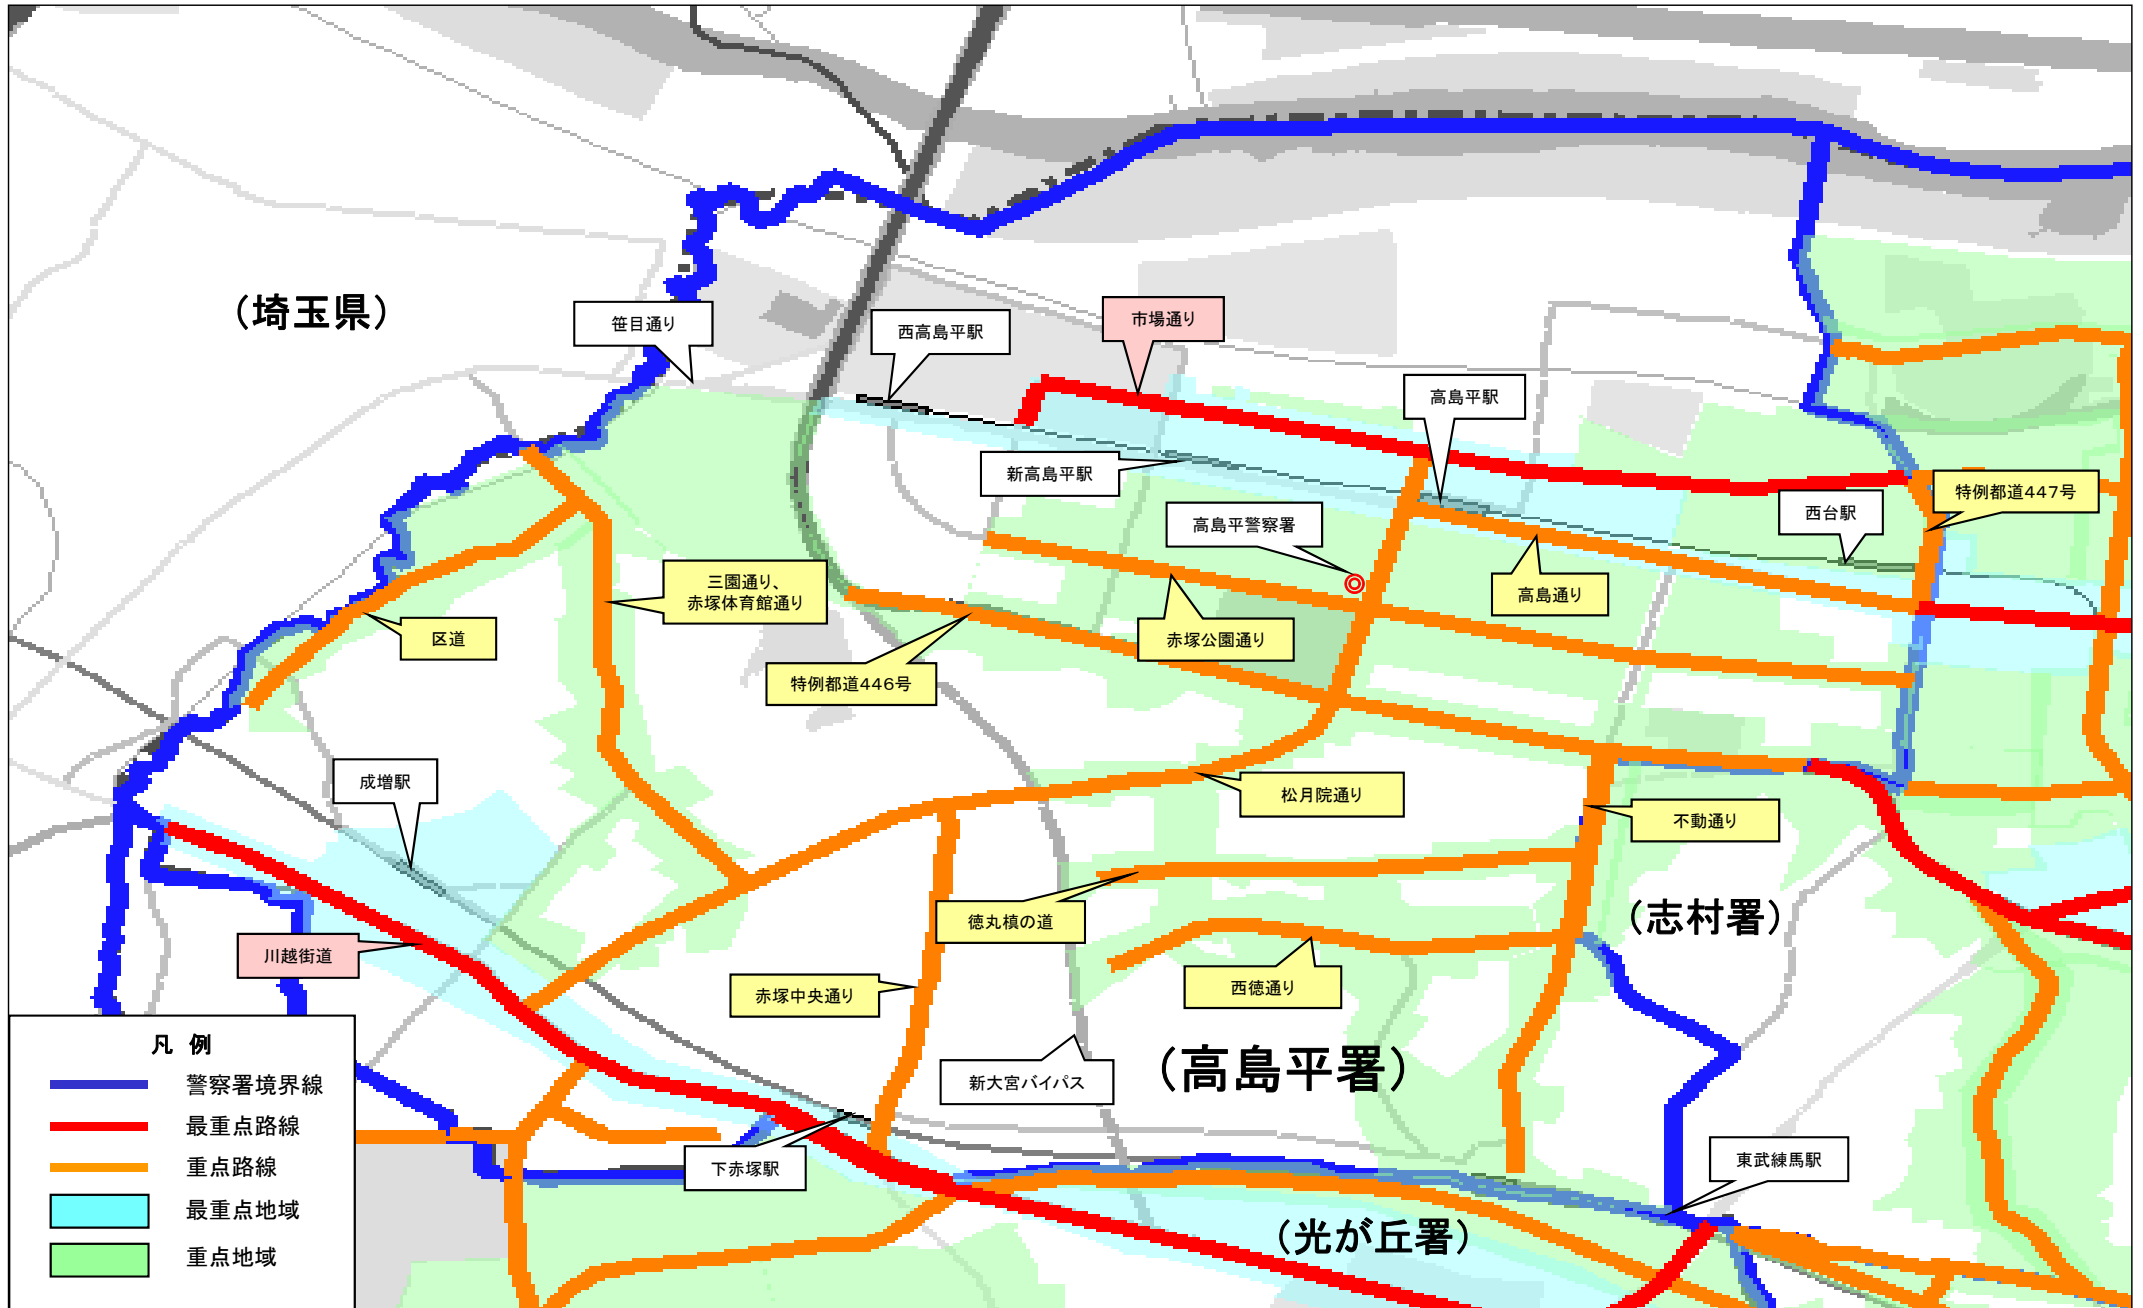 (埼玉県)
笹目通り
西高島平駅
市場通り
高島平駅
新高島平駅
特例都道447号
西台駅
高島平警察署
三園通り、
赤塚体育館通り
高島通り
区道
赤塚公園通り
特例都道446号
成増駅
松月院通り
不動通り
徳丸槙の道
(志村署)
川越街道
赤塚中央通り
西徳通り
(高島平署)
新大宮バイパス
下赤塚駅
東武練馬駅
(光が丘署)
凡 例
警察署境界線
最重点路線
重点路線
最重点地域
重点地域